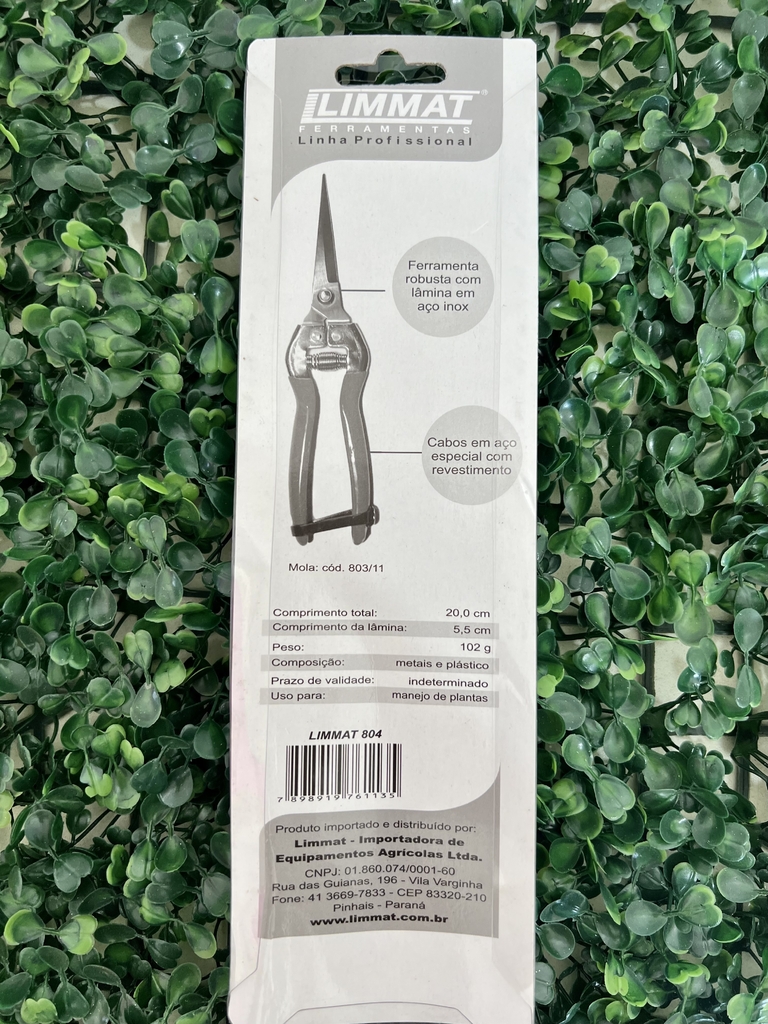 LIMMAT®
FERRAMENTAS
Linha Profissional
Ferramenta
robusta com
lâmina em
aço inox
Cabos em aço
especial com
revestimento
Mola: cód. 803/11
Comprimento total: 20,0 cm
Comprimento da lâmina: 5,5 cm
Peso: 102 g
Composição: metais e plástico
Prazo de validade: indeterminado
Uso para: manejo de plantas
LIMMAT 804
7 898919 761135
Produto importado e distribuído por:
Limmat - Importadora de
Equipamentos Agrícolas Ltda.
CNPJ: 01.860.074/0001-60
Rua das Guianas, 196 - Vila Varginha
Fone: 41 3669-7833 - CEP 83320-210
Pinhais - Paraná
www.limmat.com.br